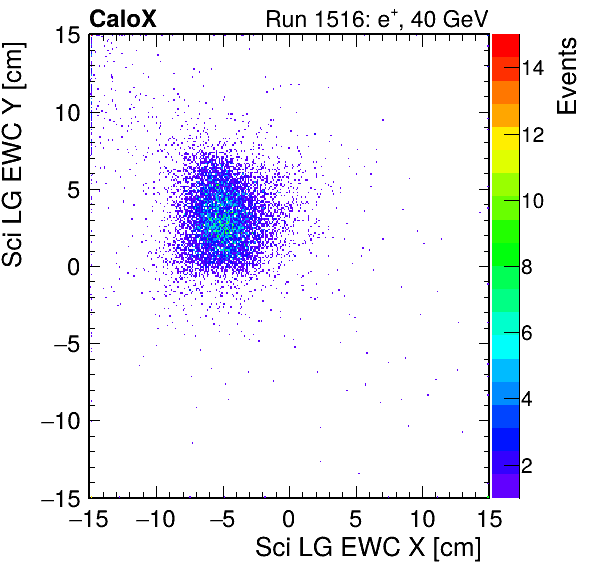 CaloX
Run 1516: e+, 40 GeV
Sci LG EWC Y [cm]
15
10
5
0
−5
−10
−15
−15 −10 −5 0 5 10 15
Sci LG EWC X [cm]
Events
14
12
10
8
6
4
2